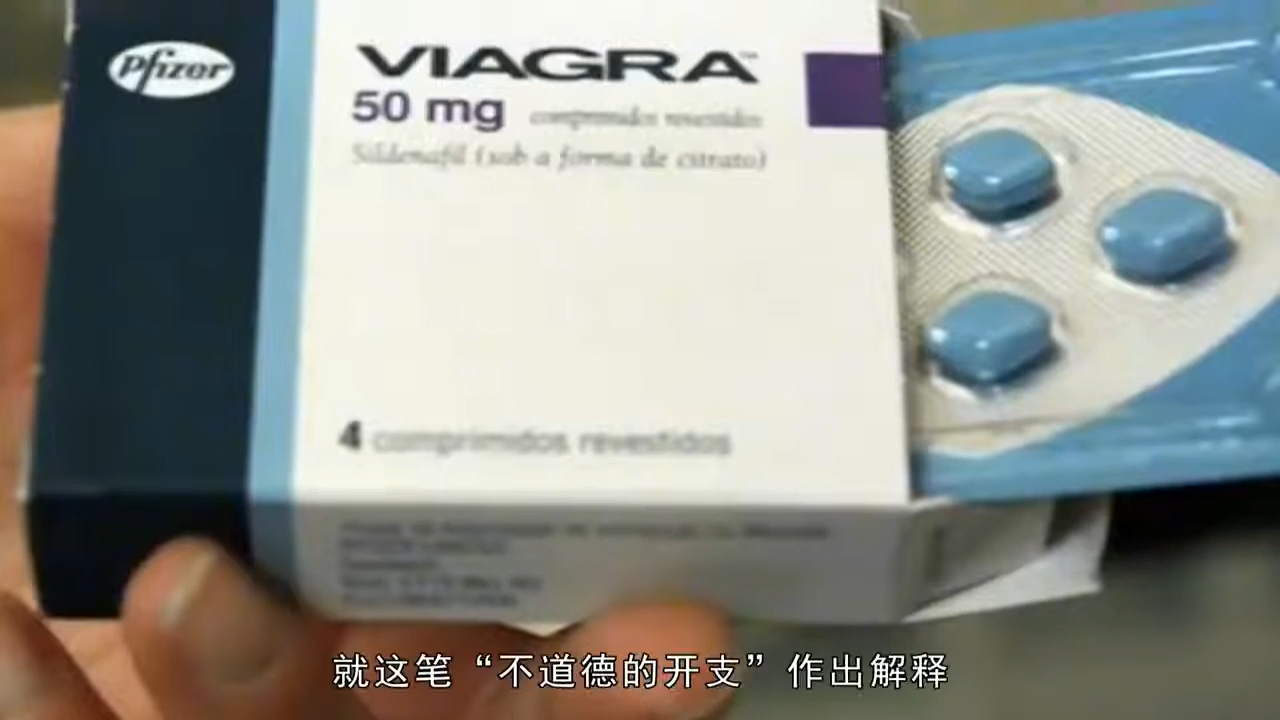 Pfizer
VIAGRA™
50 mg comprimidos revestidos
Sildenafil (sob a forma de citrato)
4 comprimidos revestidos
就这笔“不道德的开支”作出解释